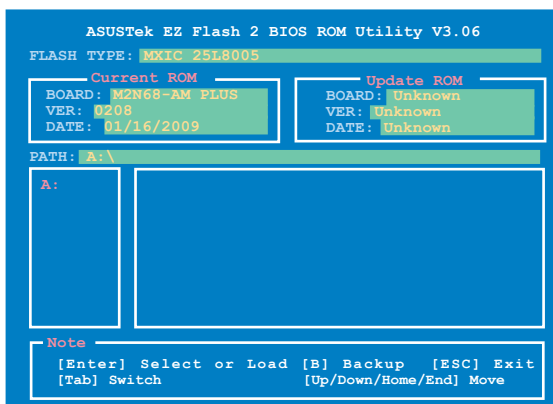 ASUSTek EZ Flash 2 BIOS ROM Utility V3.06
FLASH TYPE: MXIC 25L8005
Current ROM
BOARD: M2N68-AM PLUS
VER: 0208
DATE: 01/16/2009
Update ROM
BOARD: Unknown
VER: Unknown
DATE: Unknown
PATH: A:\
A:
Note
[Enter] Select or Load [B] Backup [ESC] Exit
[Tab] Switch [Up/Down/Home/End] Move